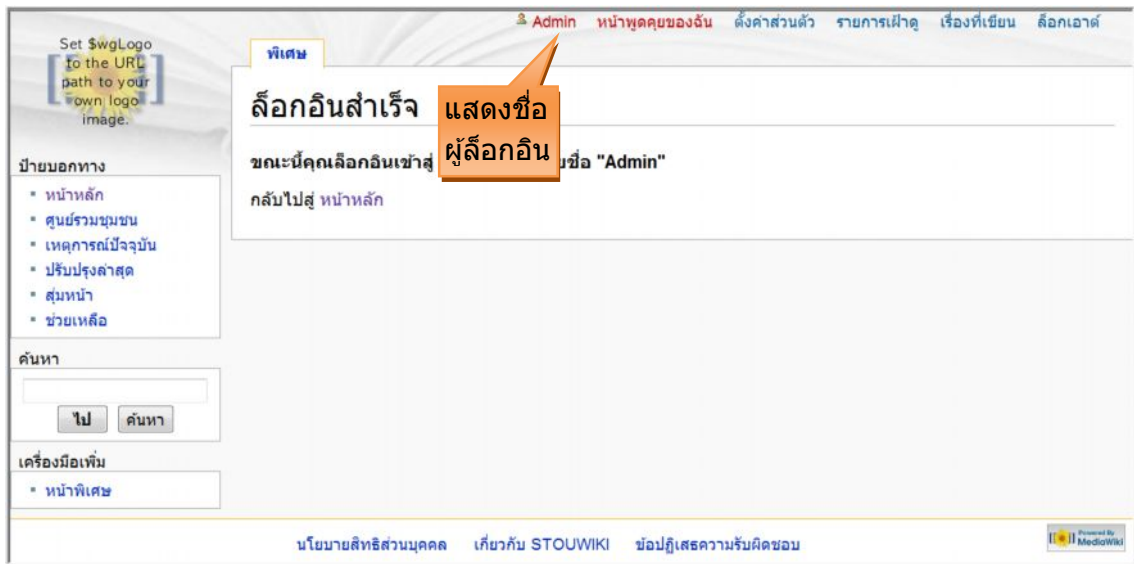 Admin หน้าพูดคุยของฉัน ตั้งค่าส่วนตัว รายการเฝ้าดู เรื่องที่เขียน ล็อกเอาต์
Set $wgLogo
to the URL
path to your
own logo
image.
พิเศษ
ล็อกอินสำเร็จ
แสดงชื่อ
ผู้ล็อกอิน
ขณะนี้คุณล็อกอินเข้าสู่ ชื่อ "Admin"
กลับไปสู่ หน้าหลัก
ป้ายบอกทาง
หน้าหลัก
ศูนย์รวมชุมชน
เหตุการณ์ปัจจุบัน
ปรับปรุงล่าสุด
สุ่มหน้า
ช่วยเหลือ
ค้นหา
ไป ค้นหา
เครื่องมือเพิ่ม
หน้าพิเศษ
นโยบายสิทธิส่วนบุคคล เกี่ยวกับ STOUWIKI ข้อปฏิเสธความรับผิดชอบ
Powered By
MediaWiki